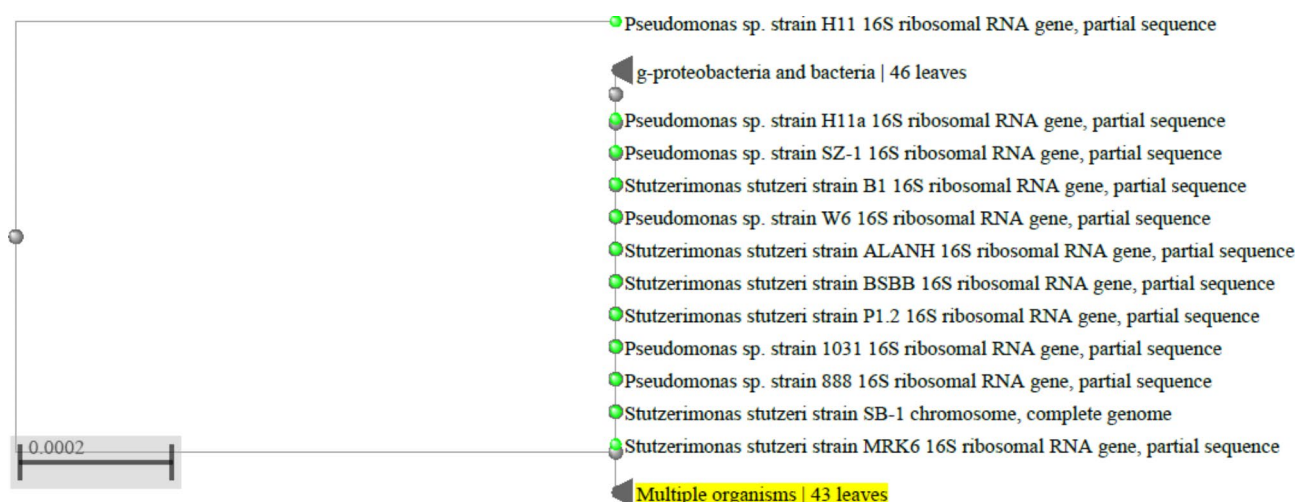 Pseudomonas sp. strain H11 16S ribosomal RNA gene, partial sequence
g-proteobacteria and bacteria | 46 leaves
Pseudomonas sp. strain H11a 16S ribosomal RNA gene, partial sequence
Pseudomonas sp. strain SZ-1 16S ribosomal RNA gene, partial sequence
Stutzerimonas stutzeri strain B1 16S ribosomal RNA gene, partial sequence
Pseudomonas sp. strain W6 16S ribosomal RNA gene, partial sequence
Stutzerimonas stutzeri strain ALANH 16S ribosomal RNA gene, partial sequence
Stutzerimonas stutzeri strain BSBB 16S ribosomal RNA gene, partial sequence
Stutzerimonas stutzeri strain P1.2 16S ribosomal RNA gene, partial sequence
Pseudomonas sp. strain 1031 16S ribosomal RNA gene, partial sequence
Pseudomonas sp. strain 888 16S ribosomal RNA gene, partial sequence
Stutzerimonas stutzeri strain SB-1 chromosome, complete genome
Stutzerimonas stutzeri strain MRK6 16S ribosomal RNA gene, partial sequence
0.0002
Multiple organisms | 43 leaves